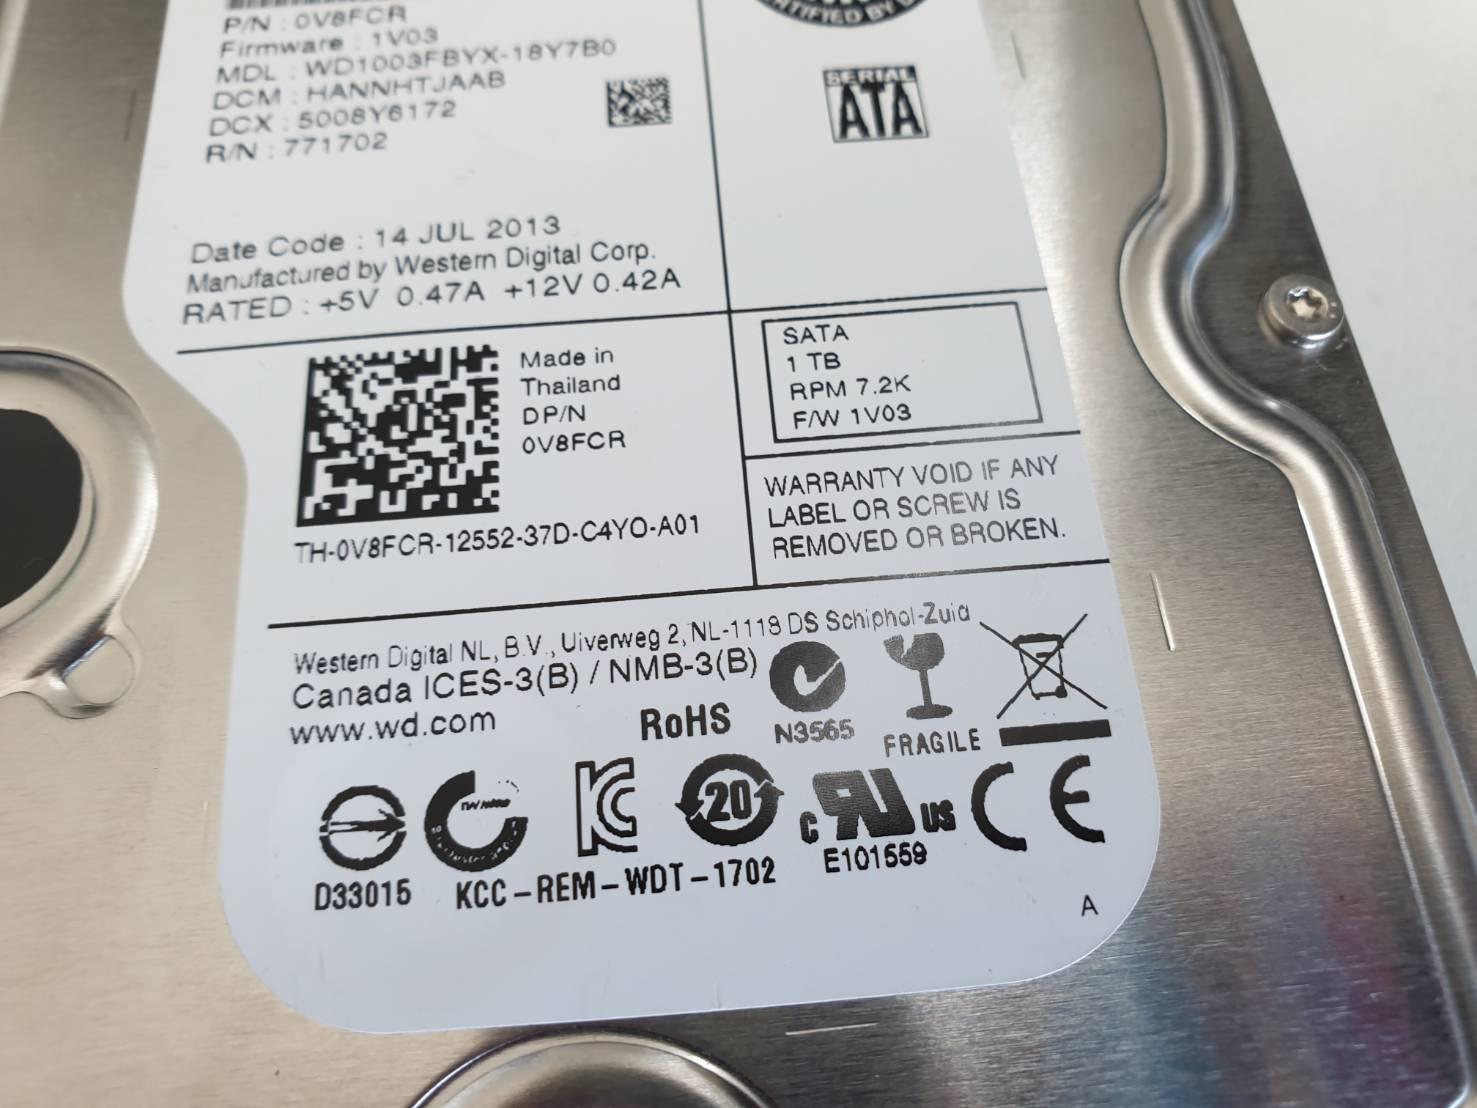 P/N : 0V8FCR
Firmware : 1V03
MDL : WD1003FBYX-18Y7B0
DCM : HANNHTJAAB
DCX : 5008Y6172
R/N : 771702
CERTIFIED BY
SERIAL
ATA
Date Code : 14 JUL 2013
Manufactured by Western Digital Corp.
RATED : +5V 0.47A +12V 0.42A
Made in
Thailand
DP/N
0V8FCR
TH-0V8FCR-12552-37D-C4YO-A01
SATA
1 TB
RPM 7.2K
F/W 1V03
WARRANTY VOID IF ANY
LABEL OR SCREW IS
REMOVED OR BROKEN.
Western Digital NL, B.V., Uiverweg 2, NL-1118 DS Schiphol-Zuid
Canada ICES-3(B) / NMB-3(B)
www.wd.com
RoHS
N3565
FRAGILE
20
c RU US
CE
D33015
KCC-REM-WDT-1702
E101559
A